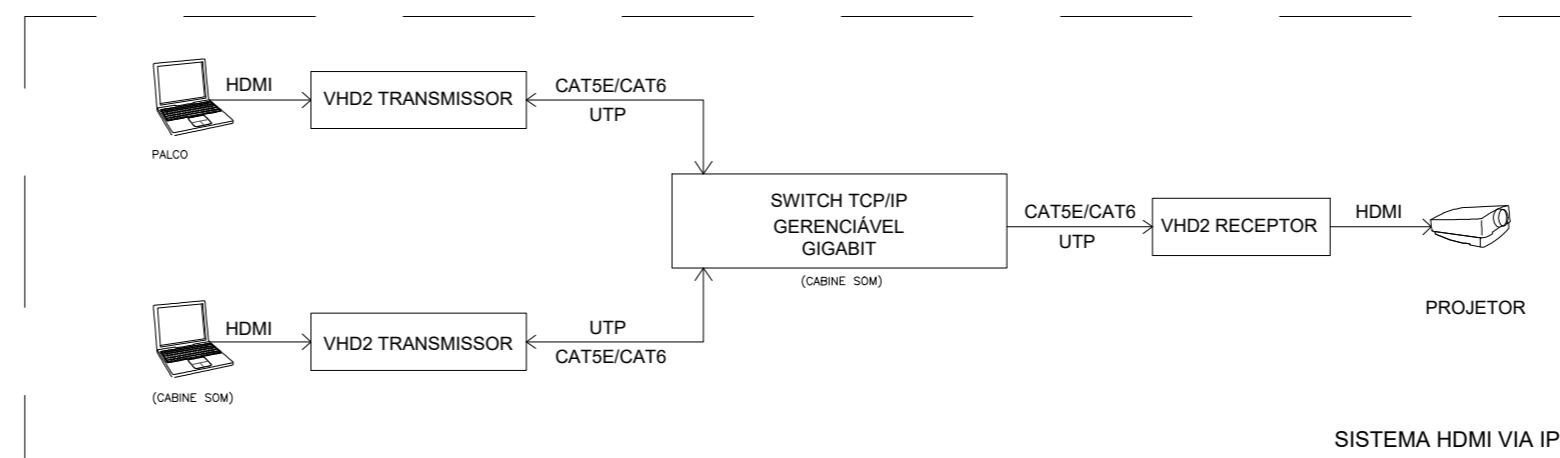 HDMI
VHD2 TRANSMISSOR
CAT5E/CAT6
UTP
PALCO
SWITCH TCP/IP
GERENCIÁVEL
GIGABIT
(CABINE SOM)
CAT5E/CAT6
UTP
VHD2 RECEPTOR
HDMI
PROJETOR
HDMI
VHD2 TRANSMISSOR
UTP
CAT5E/CAT6
(CABINE SOM)
SISTEMA HDMI VIA IP